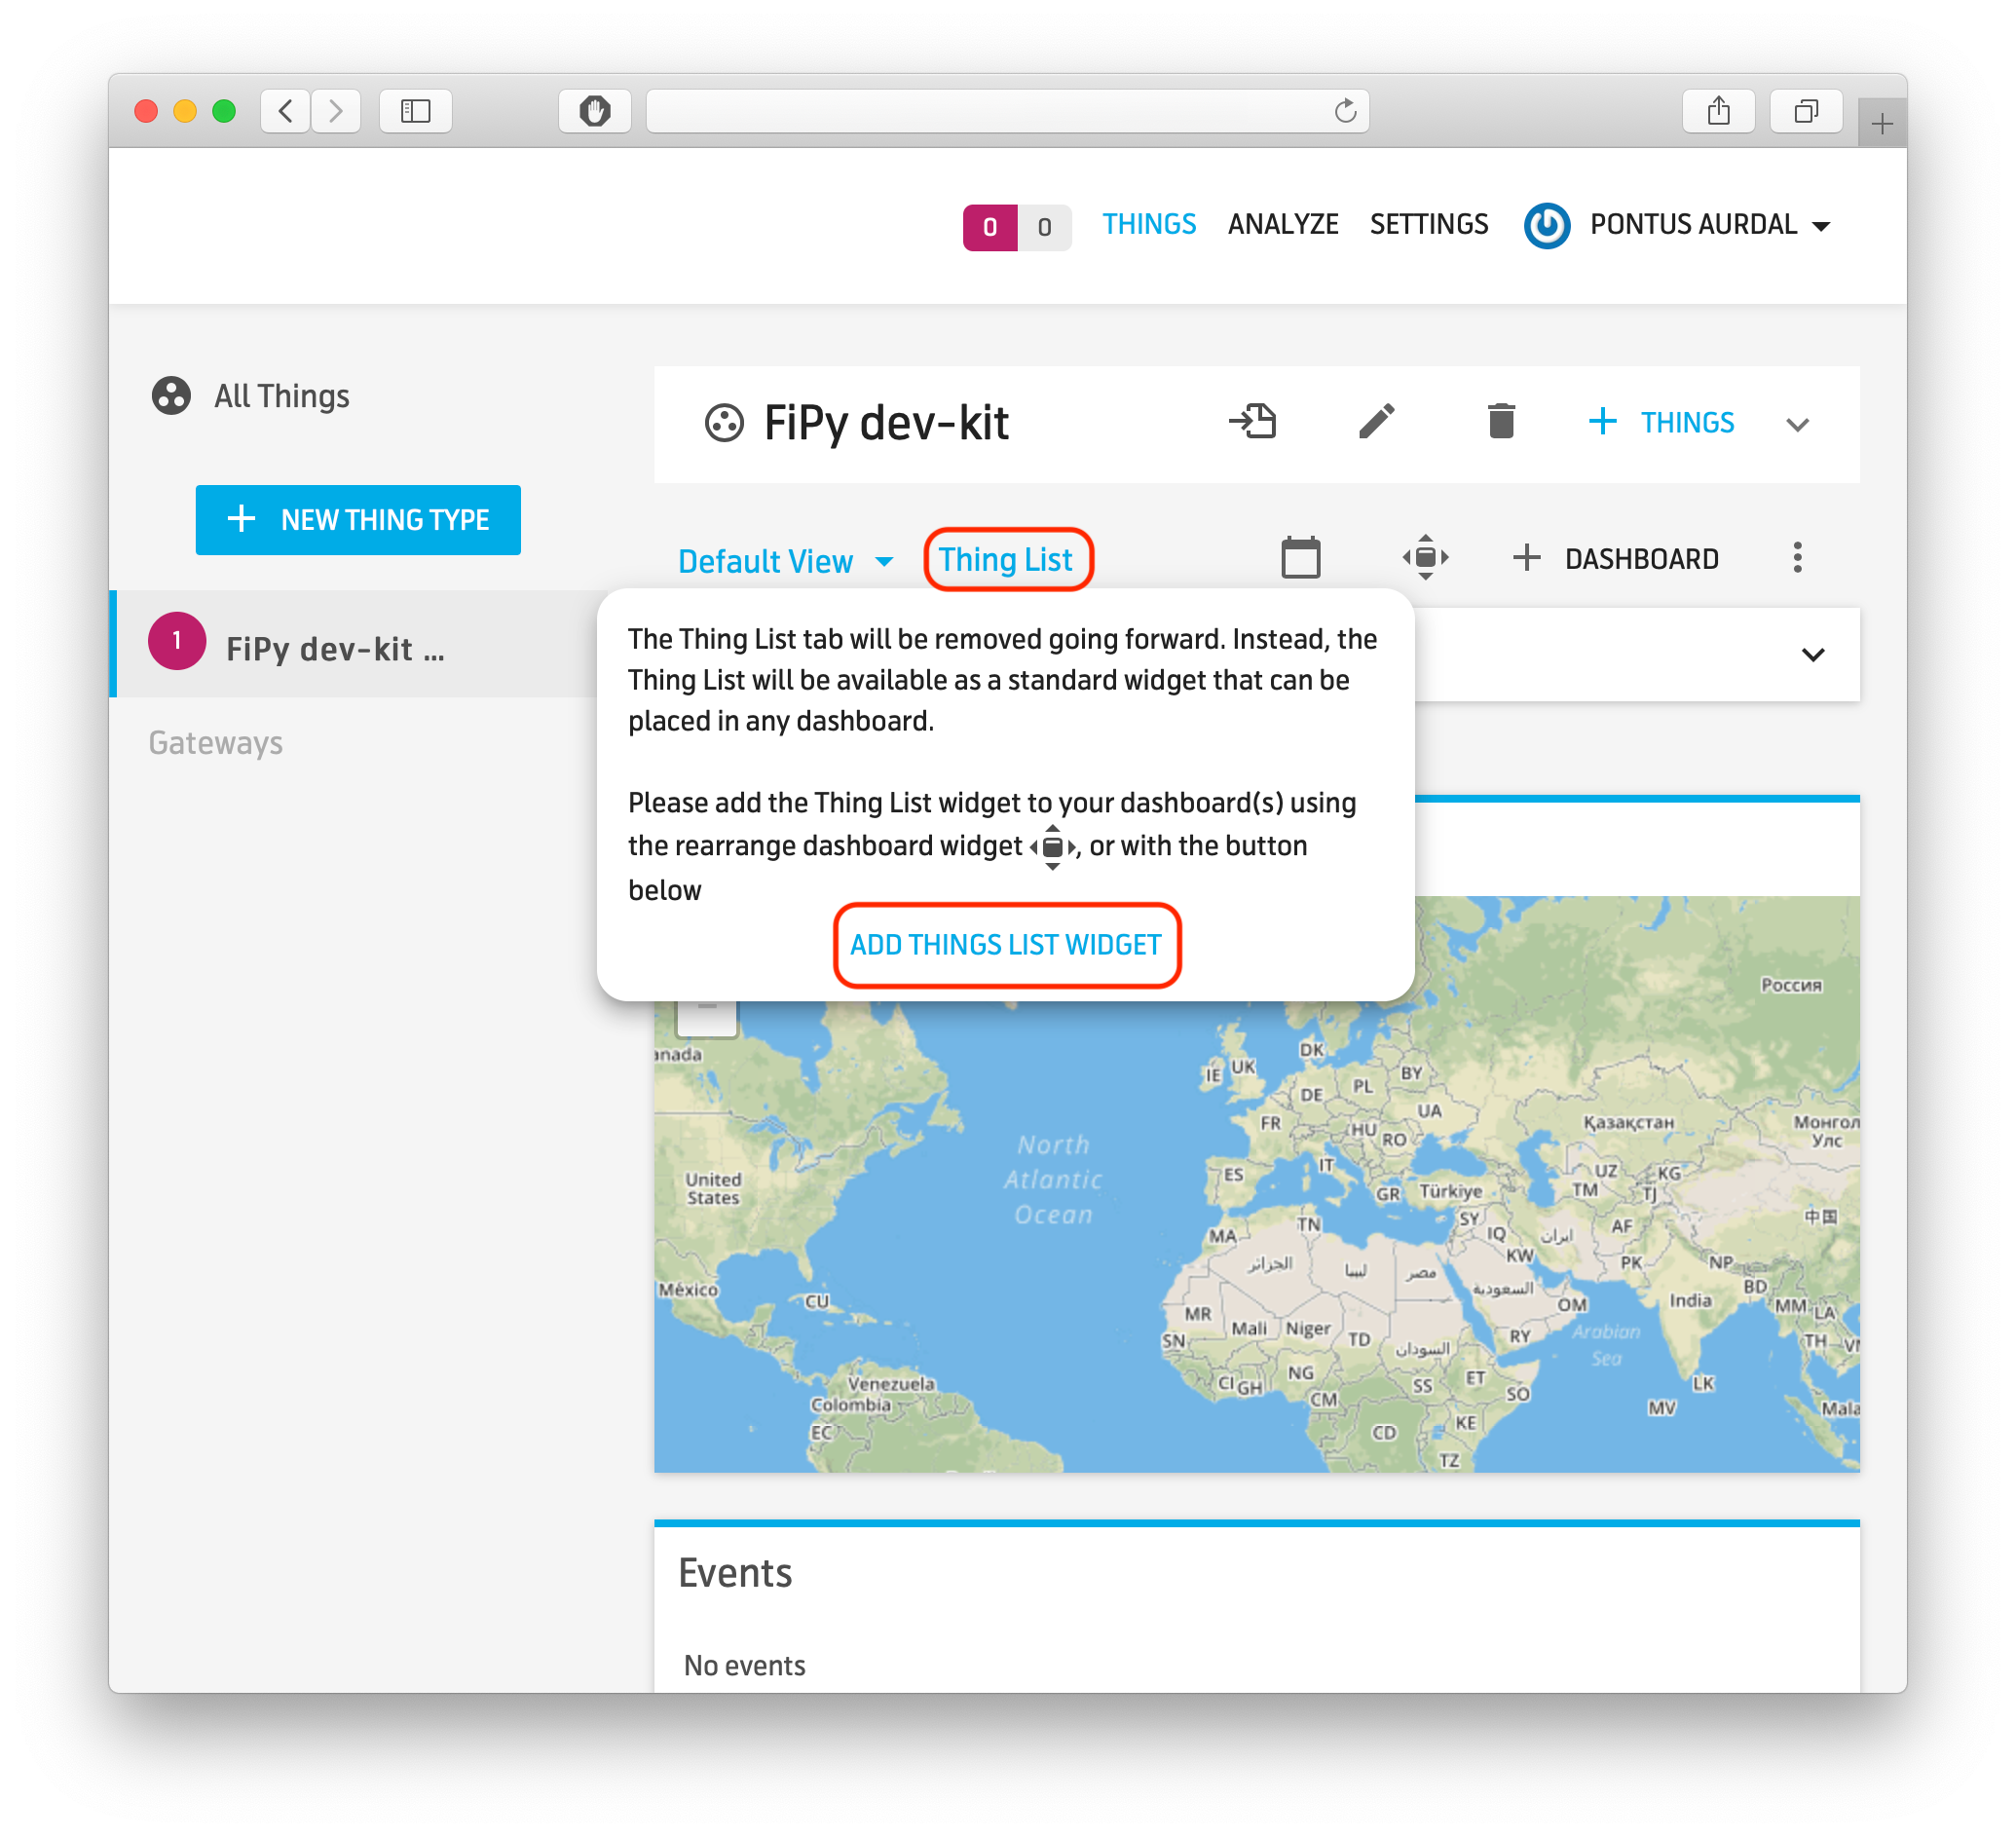 0 0 THINGS ANALYZE SETTINGS PONTUS AURDAL
All Things
NEW THING TYPE
1 FiPy dev-kit ...
Gateways
FiPy dev-kit
THINGS
Default View Thing List DASHBOARD
The Thing List tab will be removed going forward. Instead, the
Thing List will be available as a standard widget that can be
placed in any dashboard.
Please add the Thing List widget to your dashboard(s) using
the rearrange dashboard widget , or with the button
below
ADD THINGS LIST WIDGET
Россия
anada
DK
IE UK
DE PL BY
UA
FR
HU RO
Қазақстан
Монгол
Улс
North
Atlantic
Ocean
United
States
ES
IT
GR Türkiye
UZ KG
TM TJ
中国
MA TN
SY IQ ایران AF
الجزائر ليبيا مصر
KW PK NP
México
CU
السعودية OM India BD
MM LA
MR Mali Niger TD السودان
SN
RY Arabian
Sea
TH VN
Venezuela
Colombia
EC
CI GH NG CM
SS ET SO
LK
MV
Mala
CD KE
TZ
Events
No events